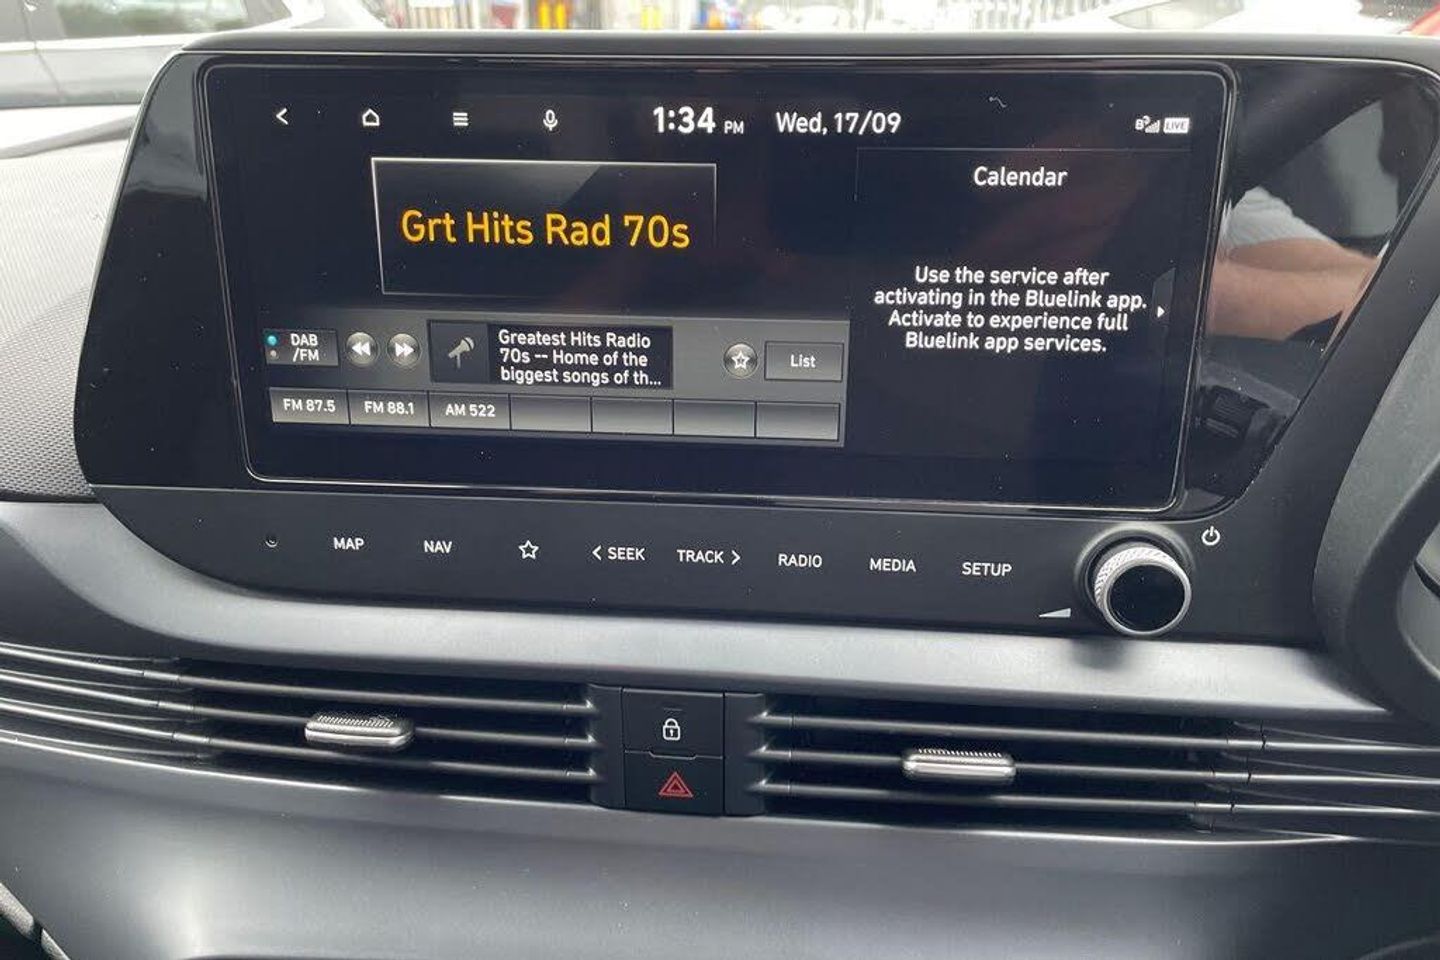 1:34 PM Wed, 17/09
LIVE
Grt Hits Rad 70s
Calendar
Use the service after
activating in the Bluelink app.
Activate to experience full
Bluelink app services.
DAB
/FM
Greatest Hits Radio
70s -- Home of the
biggest songs of th...
List
FM 87.5 FM 88.1 AM 522
MAP NAV < SEEK TRACK > RADIO MEDIA SETUP